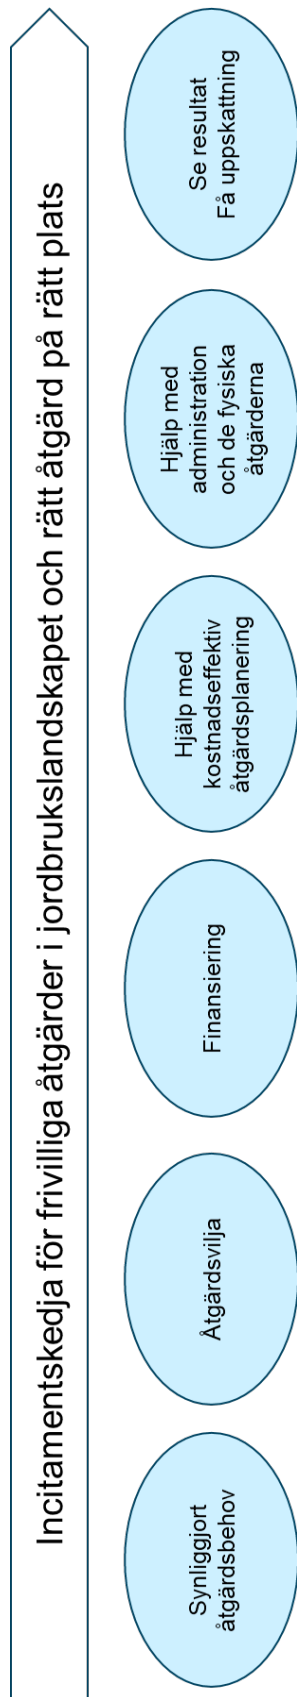 Incitamentskedja för frivilliga åtgärder i jordbrukslandskapet och rätt åtgärd på rätt plats
Synliggjort
åtgärdsbehov
Åtgärdsvilja
Finansiering
Hjälp med
kostnadseffektiv
åtgärdsplanering
Hjälp med
administration
och de fysiska
åtgärderna
Se resultat
Få uppskattning